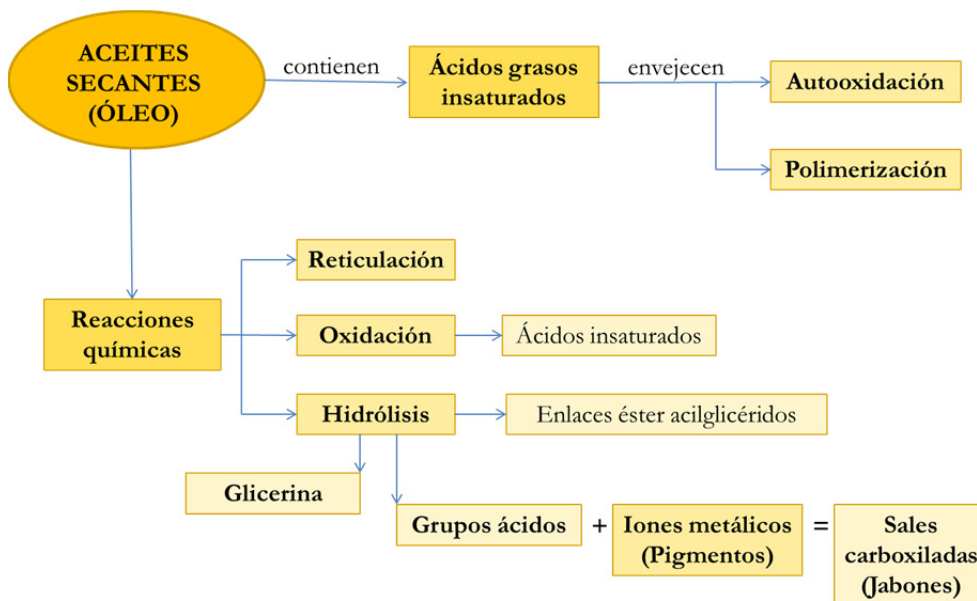 ACEITES
SECANTES
(ÓLEO)
contienen
Ácidos grasos
insaturados
envejecen
Autooxidación
Polimerización
Reacciones
químicas
Reticulación
Oxidación
Ácidos insaturados
Hidrólisis
Enlaces éster acilglicéridos
Glicerina
Grupos ácidos
+
Iones metálicos
(Pigmentos)
=
Sales
carboxiladas
(Jabones)